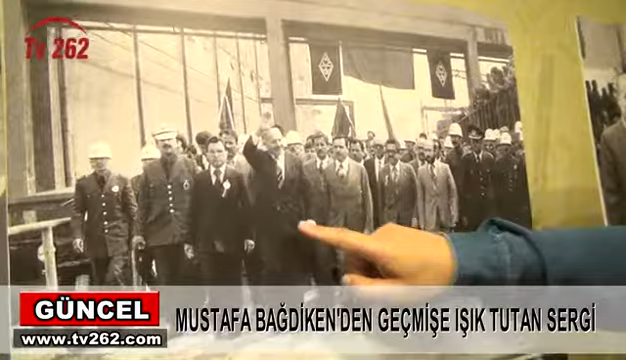 Tv 262
GÜNCEL
www.tv262.com
MUSTAFA BAĞDİKEN'DEN GEÇMİŞE IŞIK TUTAN SERGİ